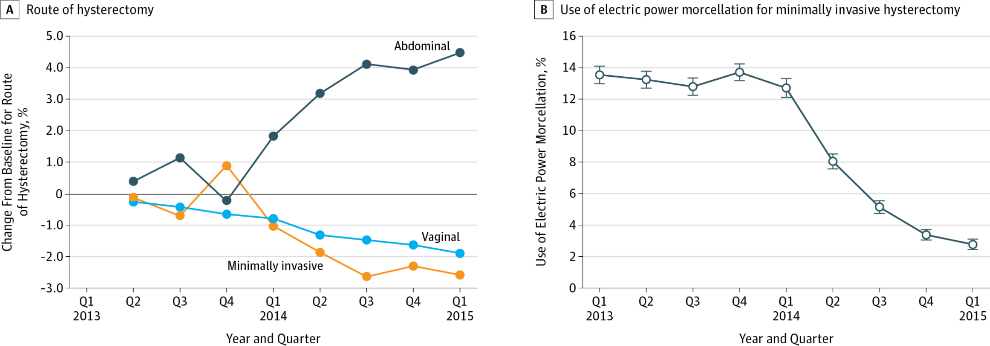 A Route of hysterectomy
5.0
4.0
3.0
2.0
1.0
0
-1.0
-2.0
-3.0
Change From Baseline for Route
of Hysterectomy, %
Abdominal
Vaginal
Minimally invasive
Q1 Q2 Q3 Q4 Q1 Q2 Q3 Q4 Q1
2013 2014 2015
Year and Quarter
B Use of electric power morcellation for minimally invasive hysterectomy
16
14
12
10
8
6
4
2
0
Use of Electric Power Morcellation, %
Q1 Q2 Q3 Q4 Q1 Q2 Q3 Q4 Q1
2013 2014 2015
Year and Quarter